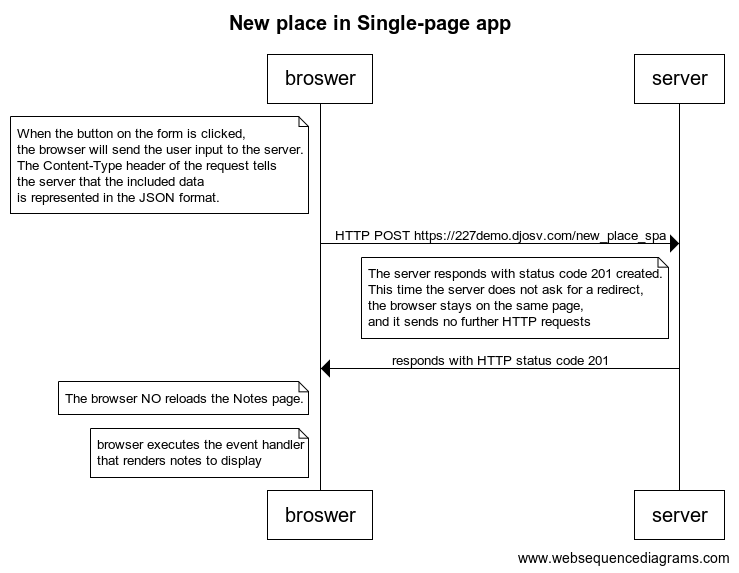 New place in Single-page app
broswer
server
When the button on the form is clicked,
the browser will send the user input to the server.
The Content-Type header of the request tells
the server that the included data
is represented in the JSON format.
HTTP POST https://227demo.djosv.com/new_place_spa
The server responds with status code 201 created.
This time the server does not ask for a redirect,
the browser stays on the same page,
and it sends no further HTTP requests
responds with HTTP status code 201
The browser NO reloads the Notes page.
browser executes the event handler
that renders notes to display
broswer
server
www.websequencediagrams.com